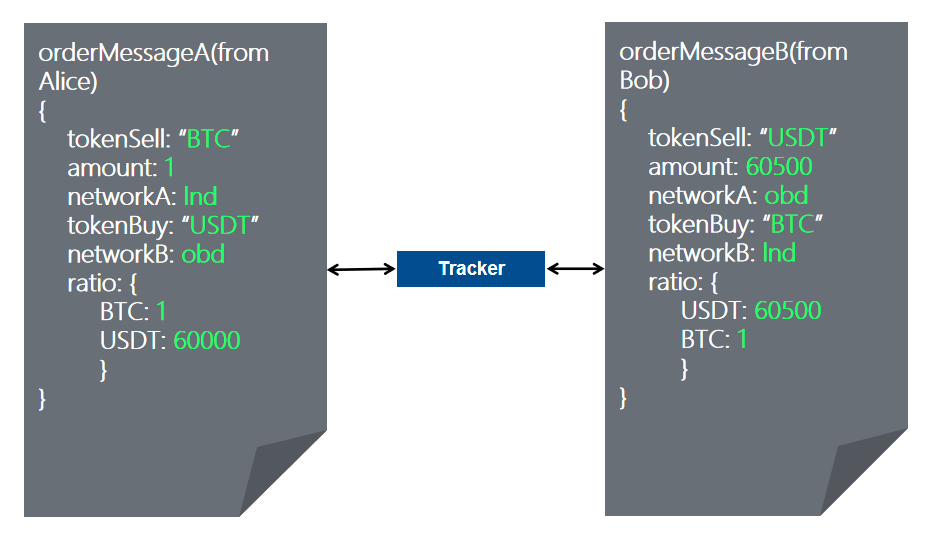 orderMessageA(from
Alice)
{
tokenSell: “BTC”
amount: 1
networkA: lnd
tokenBuy: “USDT”
networkB: obd
ratio: {
BTC: 1
USDT: 60000
}
}
Tracker
orderMessageB(from
Bob)
{
tokenSell: “USDT”
amount: 60500
networkA: obd
tokenBuy: “BTC”
networkB: lnd
ratio: {
USDT: 60500
BTC: 1
}
}